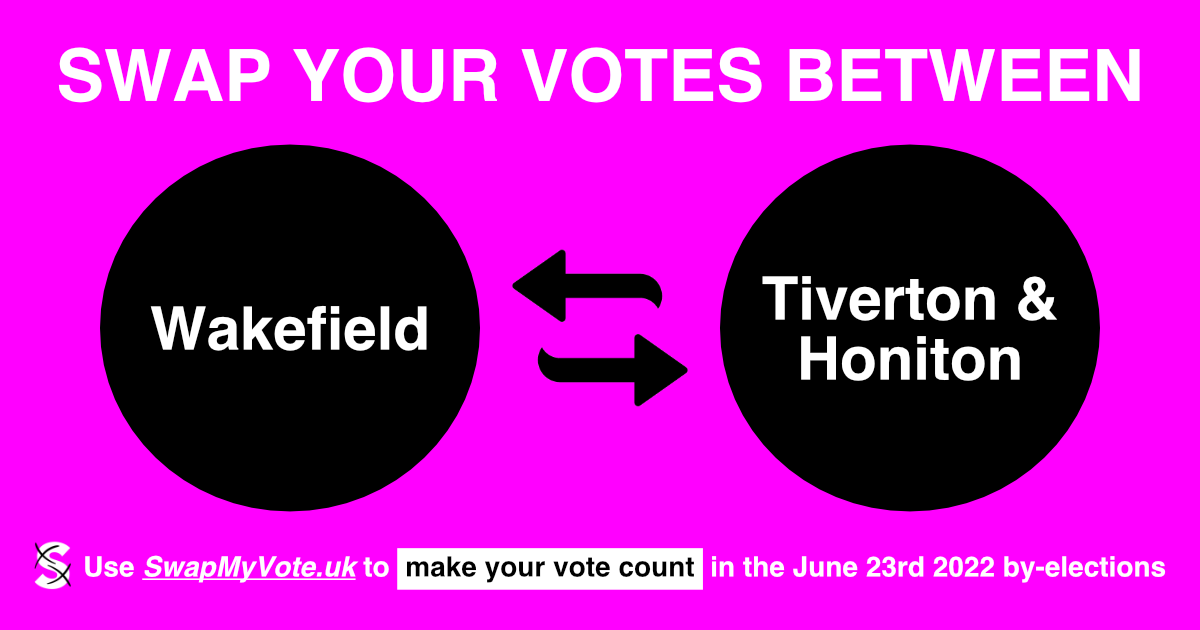 SWAP YOUR VOTES BETWEEN
Wakefield
Tiverton &
Honiton
Use SwapMyVote.uk to make your vote count in the June 23rd 2022 by-elections